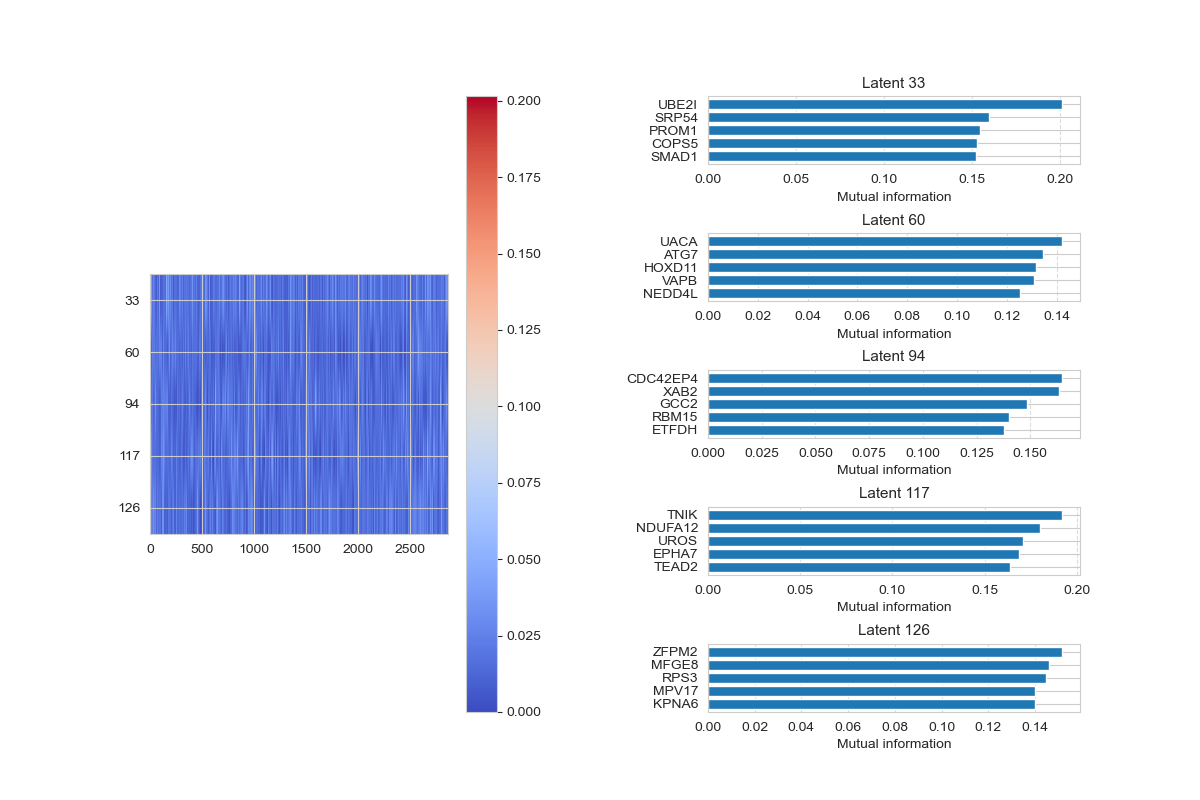 33
60
94
117
126
0 500 1000 1500 2000 2500
0.200
0.175
0.150
0.125
0.100
0.075
0.050
0.025
0.000
Latent 33
UBE2I
SRP54
PROM1
COPS5
SMAD1
0.00 0.05 0.10 0.15 0.20
Mutual information
Latent 60
UACA
ATG7
HOXD11
VAPB
NEDD4L
0.00 0.02 0.04 0.06 0.08 0.10 0.12 0.14
Mutual information
Latent 94
CDC42EP4
XAB2
GCC2
RBM15
ETFDH
0.000 0.025 0.050 0.075 0.100 0.125 0.150
Mutual information
Latent 117
TNIK
NDUFA12
UROS
EPHA7
TEAD2
0.00 0.05 0.10 0.15 0.20
Mutual information
Latent 126
ZFPM2
MFGE8
RPS3
MPV17
KPNA6
0.00 0.02 0.04 0.06 0.08 0.10 0.12 0.14
Mutual information